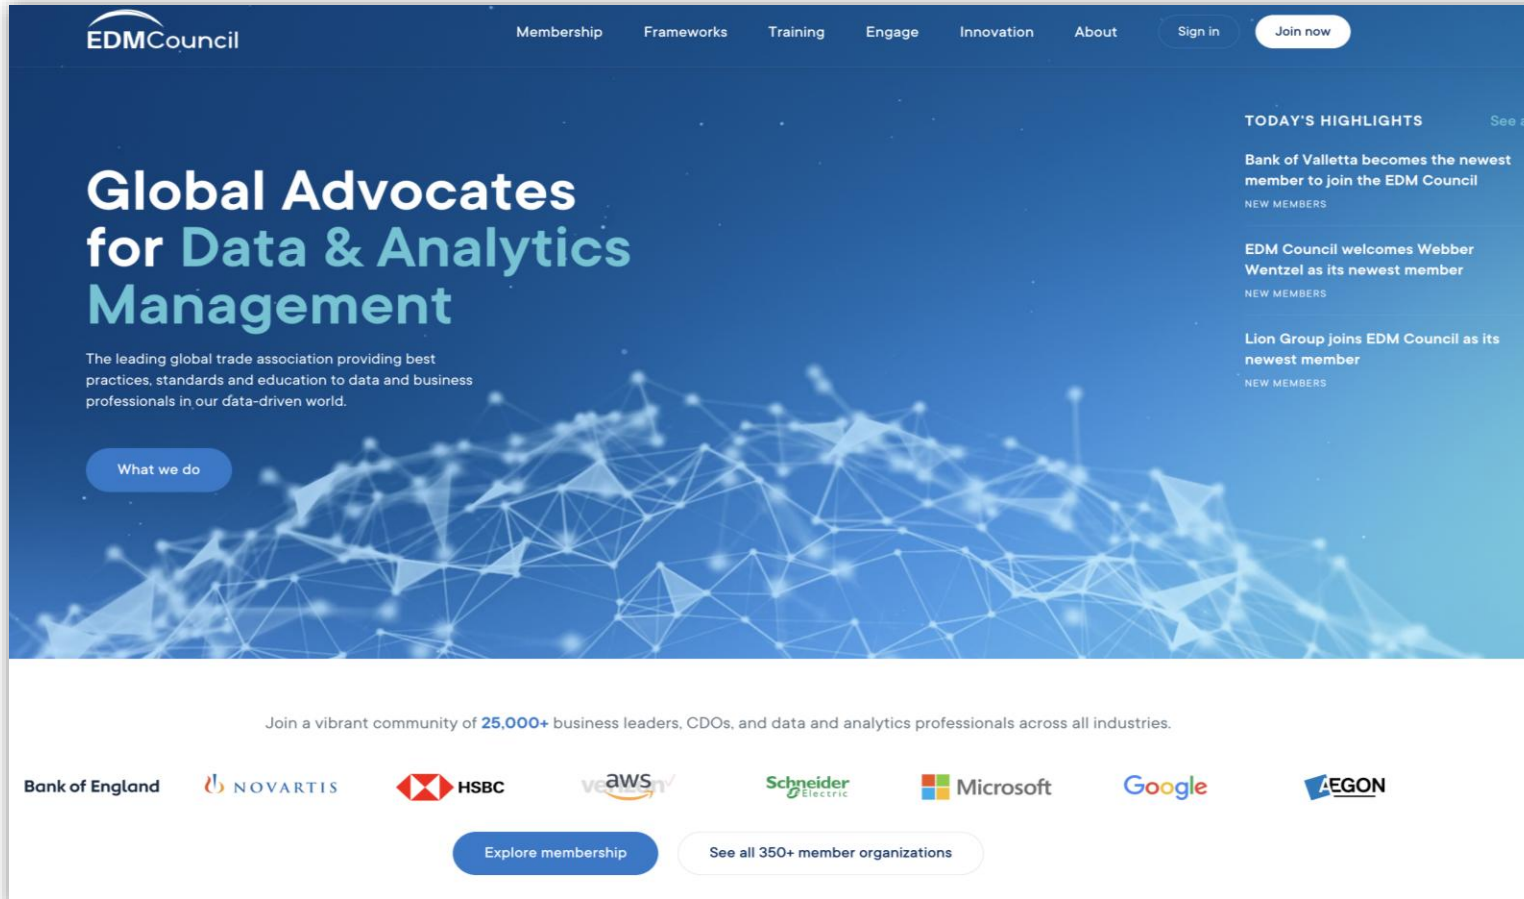 EDMCouncil
Membership Frameworks Training Engage Innovation About Sign in Join now
Global Advocates
for Data & Analytics
Management
The leading global trade association providing best
practices, standards and education to data and business
professionals in our data-driven world.
What we do
TODAY'S HIGHLIGHTS See a
Bank of Valletta becomes the newest
member to join the EDM Council
NEW MEMBERS
EDM Council welcomes Webber
Wentzel as its newest member
NEW MEMBERS
Lion Group joins EDM Council as its
newest member
NEW MEMBERS
Join a vibrant community of 25,000+ business leaders, CDOs, and data and analytics professionals across all industries.
Bank of England NOVARTIS HSBC verizon aws Schneider Electric Microsoft Google AEGON
Explore membership See all 350+ member organizations